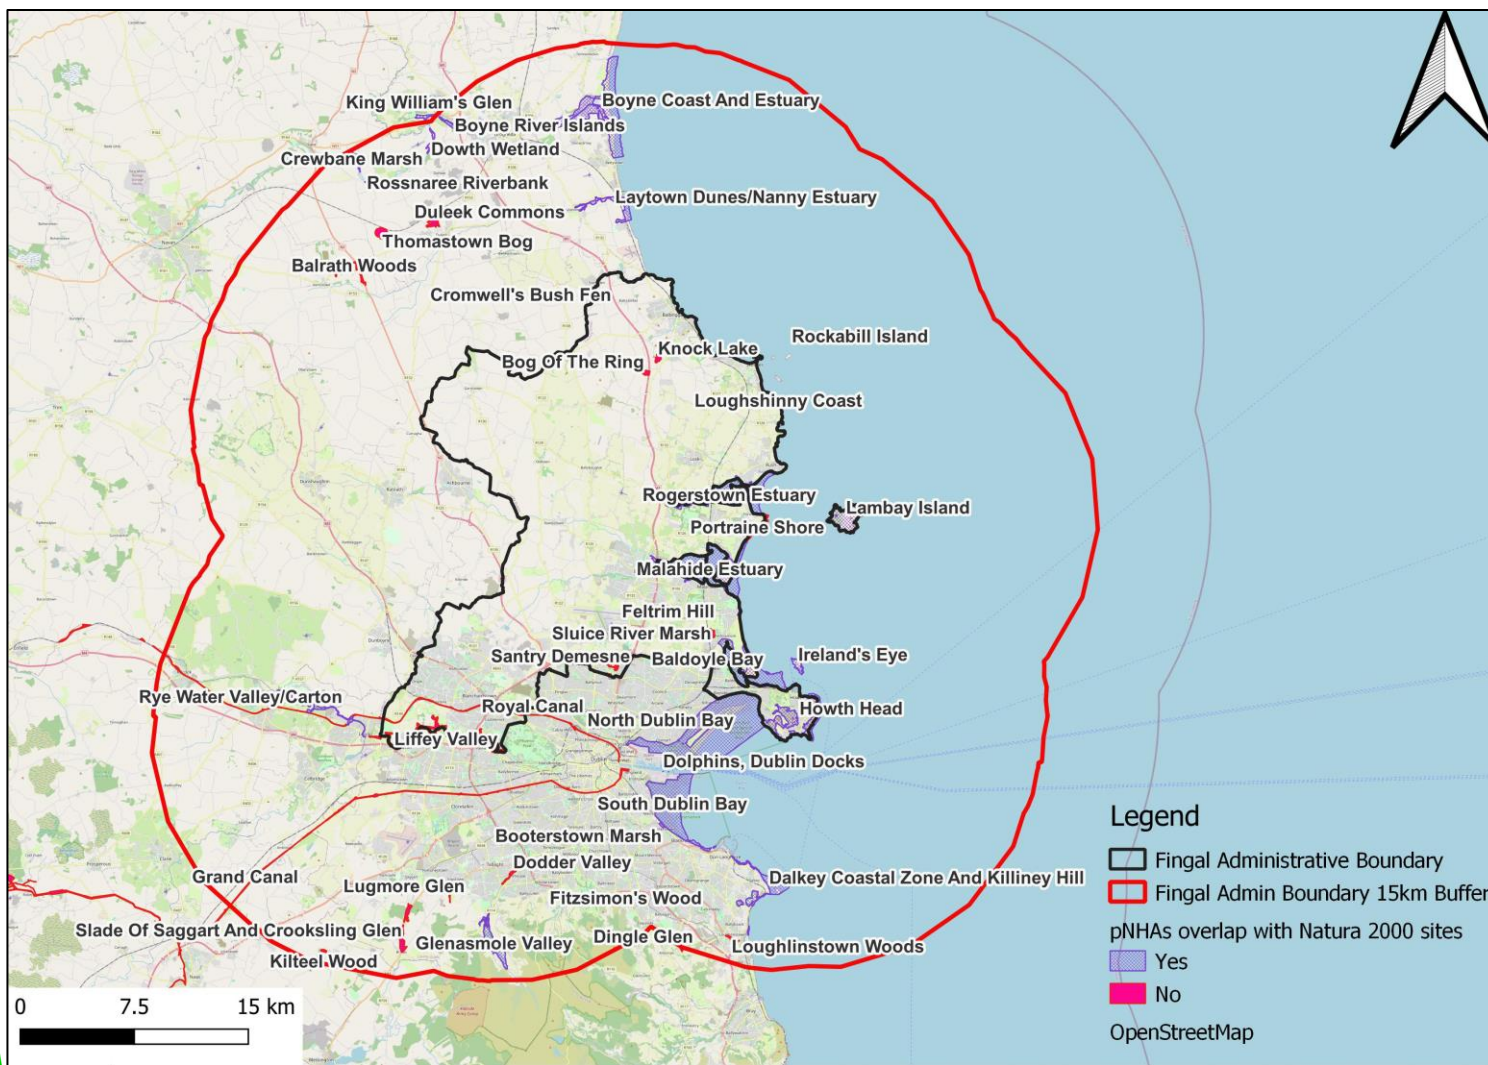 King William's Glen
Boyne Coast And Estuary
Boyne River Islands
Dowth Wetland
Crewbane Marsh
Rossnaree Riverbank
Laytown Dunes/Nanny Estuary
Duleek Commons
Thomastown Bog
Balrath Woods
Cromwell's Bush Fen
Rockabill Island
Knock Lake
Bog Of The Ring
Loughshinny Coast
Rogerstown Estuary
Lambay Island
Portraine Shore
Malahide Estuary
Feltrim Hill
Sluice River Marsh
Santry Demesne
Baldoyle Bay
Ireland's Eye
Rye Water Valley/Carton
Royal Canal
Howth Head
North Dublin Bay
Liffey Valley
Dolphins, Dublin Docks
South Dublin Bay
Booterstown Marsh
Dodder Valley
Grand Canal
Lugmore Glen
Dalkey Coastal Zone And Killiney Hill
Fitzsimon's Wood
Slade Of Saggart And Crooksling Glen
Glenasmole Valley
Dingle Glen
Loughlinstown Woods
Kilteel Wood
0 7.5 15 km
Legend
Fingal Administrative Boundary
Fingal Admin Boundary 15km Buffer
pNHAs overlap with Natura 2000 sites
Yes
No
OpenStreetMap